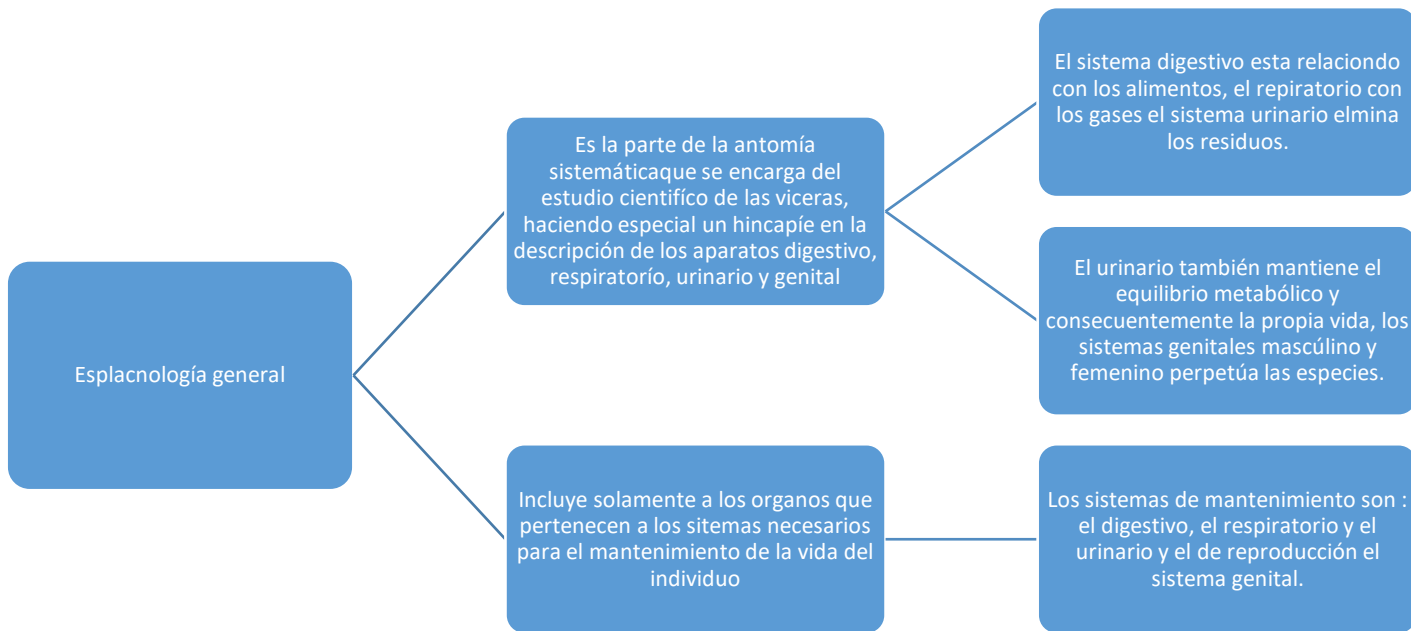 Esplacnología general
Es la parte de la antomía
sistemáticaque se encarga del
estudio cientifíco de las viceras,
haciendo especial un hincapíe en la
descripción de los aparatos digestivo,
respiratorío, urinario y genital
El sistema digestivo esta relaciondo
con los alimentos, el repiratorio con
los gases el sistema urinario elmina
los residuos.
El urinario también mantiene el
equilibrio metabólico y
consecuentemente la propia vida, los
sistemas genitales mascúlino y
femenino perpetúa las especies.
Incluye solamente a los organos que
pertenecen a los sitemas necesarios
para el mantenimiento de la vida del
individuo
Los sistemas de mantenimiento son :
el digestivo, el respiratorio y el
urinario y el de reproducción el
sistema genital.